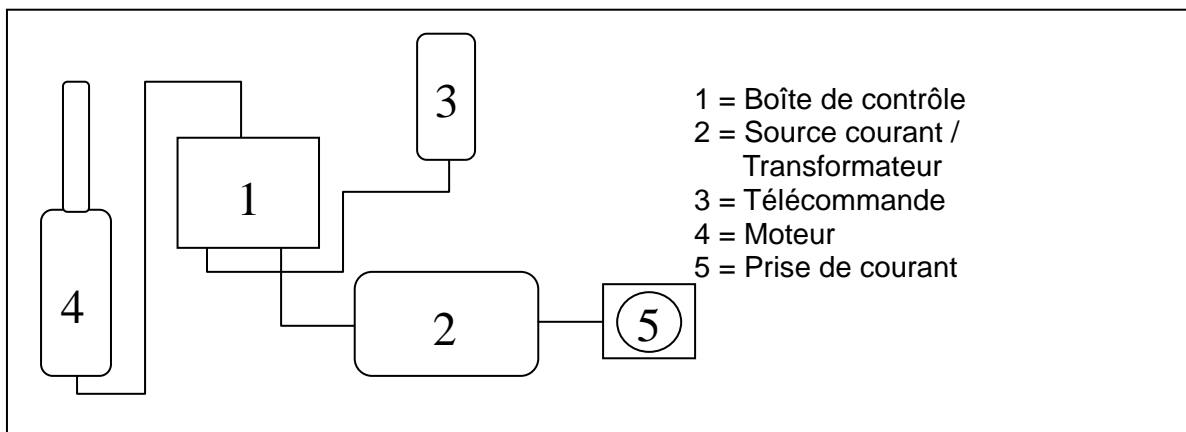 3
1
4
2
5
1 = Boîte de contrôle
2 = Source courant /
Transformateur
3 = Télécommande
4 = Moteur
5 = Prise de courant